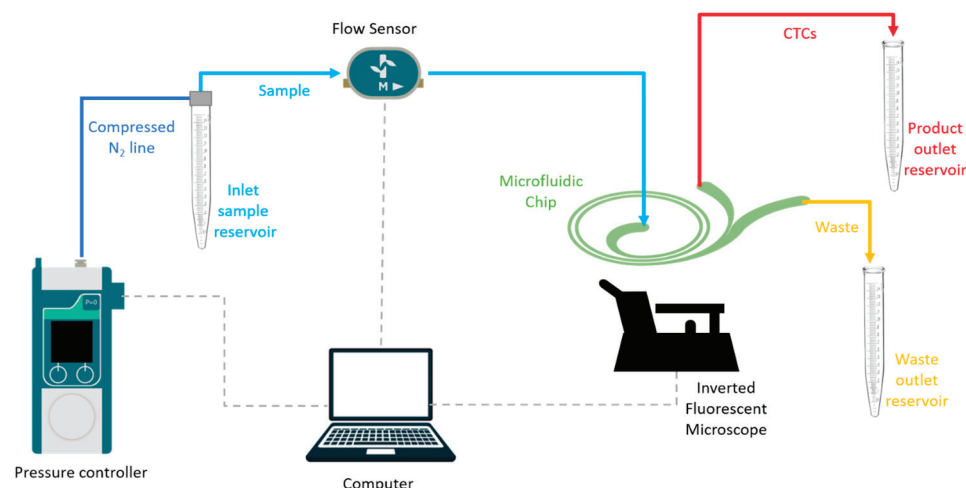 Flow Sensor
M
CTCs
Sample
Compressed
N₂ line
Product
outlet
reservoir
Microfluidic
Chip
Inlet
sample
reservoir
Waste
P=0
Waste
outlet
reservoir
Inverted
Fluorescent
Microscope
Pressure controller
Computer